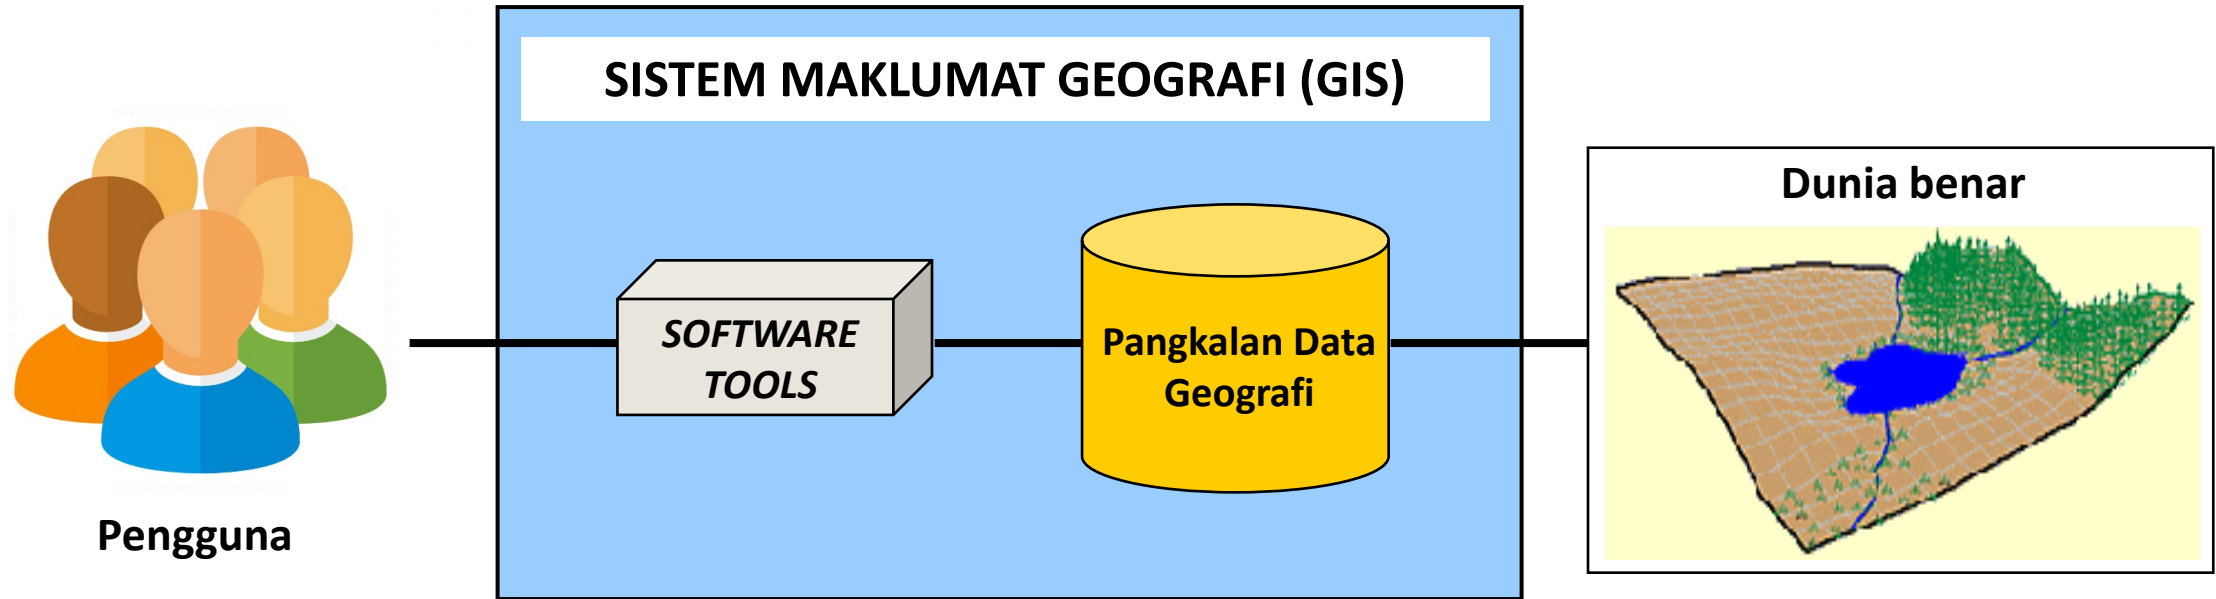 SISTEM MAKLUMAT GEOGRAFI (GIS)
Dunia benar
SOFTWARE
TOOLS
Pangkalan Data
Geografi
Pengguna